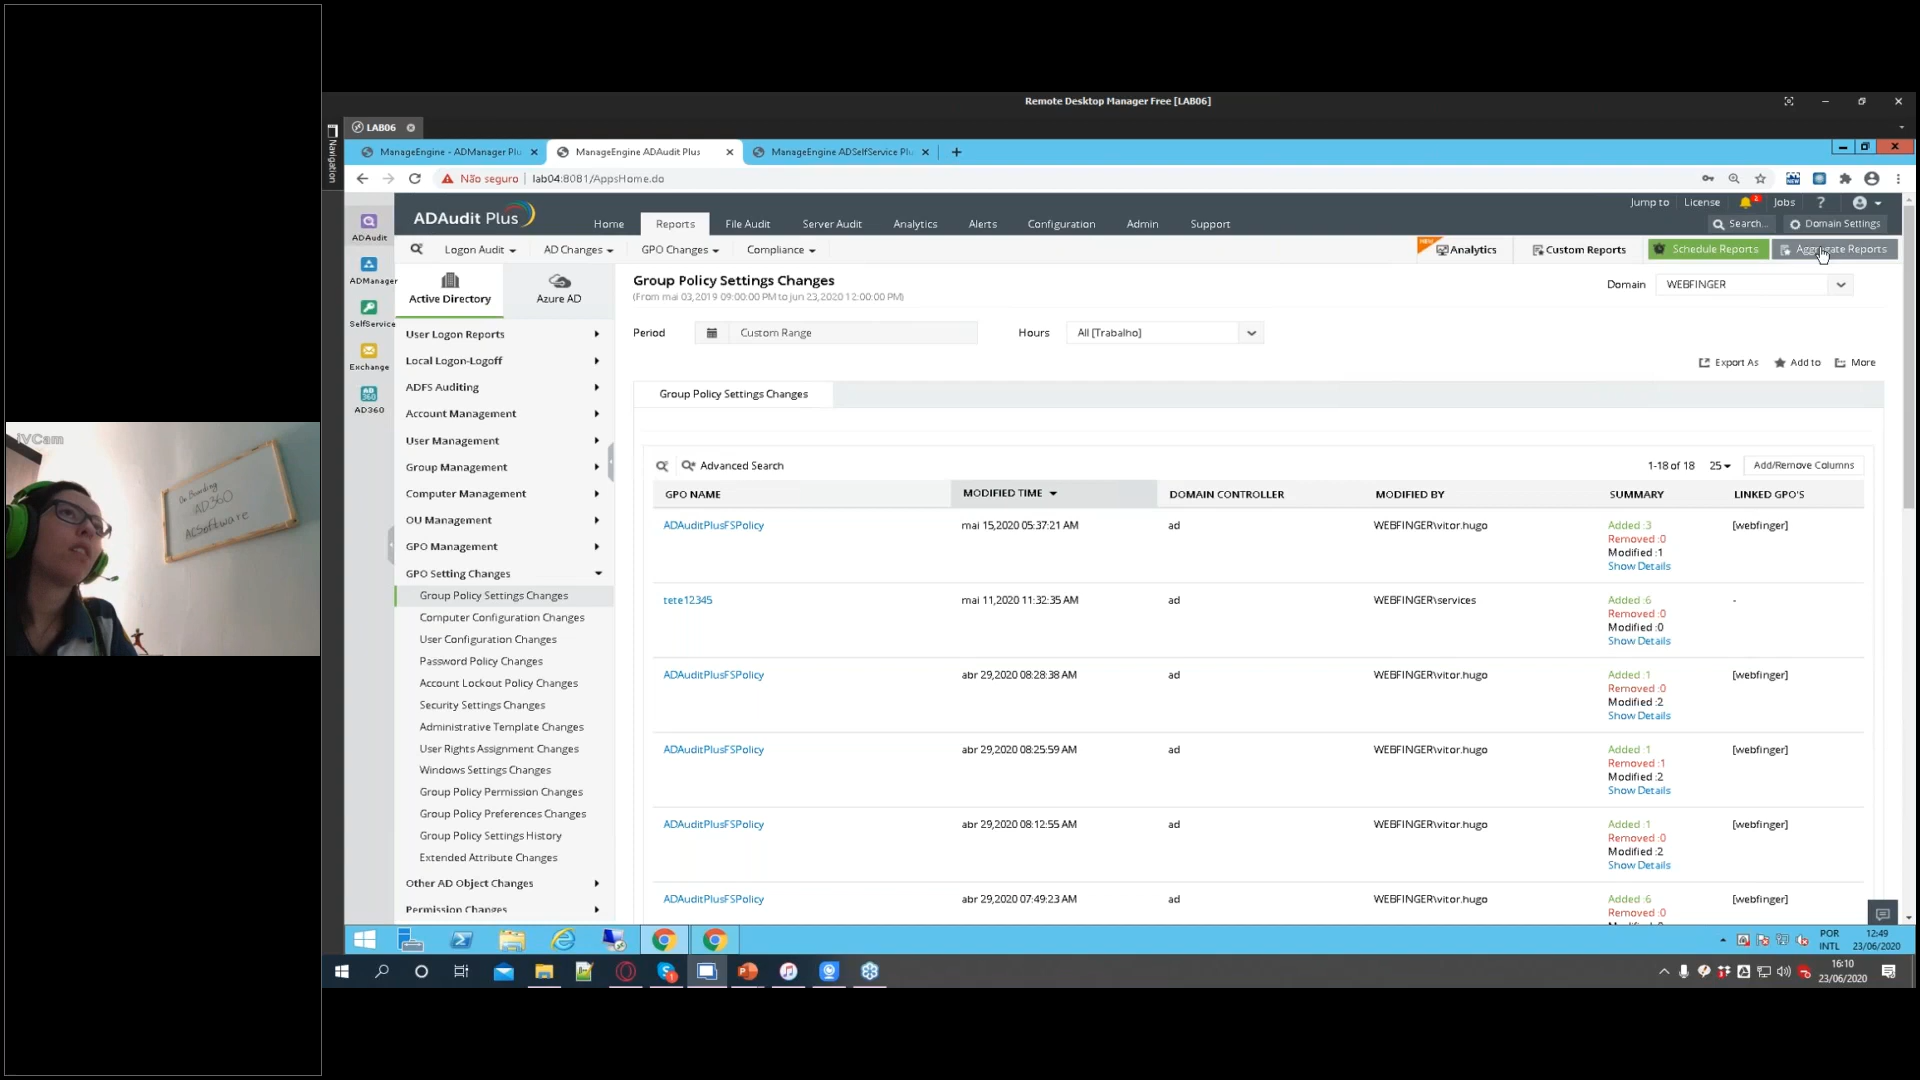 Remote Desktop Manager Free [LAB06]
LAB06
Navigation
ManageEngine - ADManager Plu
ManageEngine ADAudit Plus
ManageEngine ADSelfService Plu
Não seguro
lab04:8081/AppsHome.do
ADAudit Plus
Home
Reports
File Audit
Server Audit
Analytics
Alerts
Configuration
Admin
Support
Jump to
License
2
Jobs
?
Search...
Domain Settings
Logon Audit
AD Changes
GPO Changes
Compliance
NEW
Analytics
Custom Reports
Schedule Reports
Aggregate Reports
ADAudit
ADManager
SelfService
Exchange
AD360
Active Directory
Azure AD
User Logon Reports
Local Logon-Logoff
ADFS Auditing
Account Management
User Management
Group Management
Computer Management
OU Management
GPO Management
GPO Setting Changes
Group Policy Settings Changes
Computer Configuration Changes
User Configuration Changes
Password Policy Changes
Account Lockout Policy Changes
Security Settings Changes
Administrative Template Changes
User Rights Assignment Changes
Windows Settings Changes
Group Policy Permission Changes
Group Policy Preferences Changes
Group Policy Settings History
Extended Attribute Changes
Other AD Object Changes
Permission Changes
Group Policy Settings Changes
(From mai 03,2019 09:00:00 PM to jun 23,2020 12:00:00 PM)
Domain WEBFINGER
Period Custom Range
Hours All [Trabalho]
Export As
Add to
More
Group Policy Settings Changes
Advanced Search
1-18 of 18
25
Add/Remove Columns
GPO NAME MODIFIED TIME DOMAIN CONTROLLER MODIFIED BY SUMMARY LINKED GPO'S
ADAuditPlusFSPolicy mai 15,2020 05:37:21 AM ad WEBFINGER\vitor.hugo Added :3 [webfinger]
Removed :0
Modified :1
Show Details
tete12345 mai 11,2020 11:32:35 AM ad WEBFINGER\services Added :6 -
Removed :0
Modified :0
Show Details
ADAuditPlusFSPolicy abr 29,2020 08:28:38 AM ad WEBFINGER\vitor.hugo Added :1 [webfinger]
Removed :0
Modified :2
Show Details
ADAuditPlusFSPolicy abr 29,2020 08:25:59 AM ad WEBFINGER\vitor.hugo Added :1 [webfinger]
Removed :1
Modified :2
Show Details
ADAuditPlusFSPolicy abr 29,2020 08:12:55 AM ad WEBFINGER\vitor.hugo Added :1 [webfinger]
Removed :0
Modified :2
Show Details
ADAuditPlusFSPolicy abr 29,2020 07:49:23 AM ad WEBFINGER\vitor.hugo Added :6 [webfinger]
Removed :0
POR
INTL
12:49
23/06/2020
16:10
23/06/2020
iVCam
On Boarding
AD360
ACSoftware